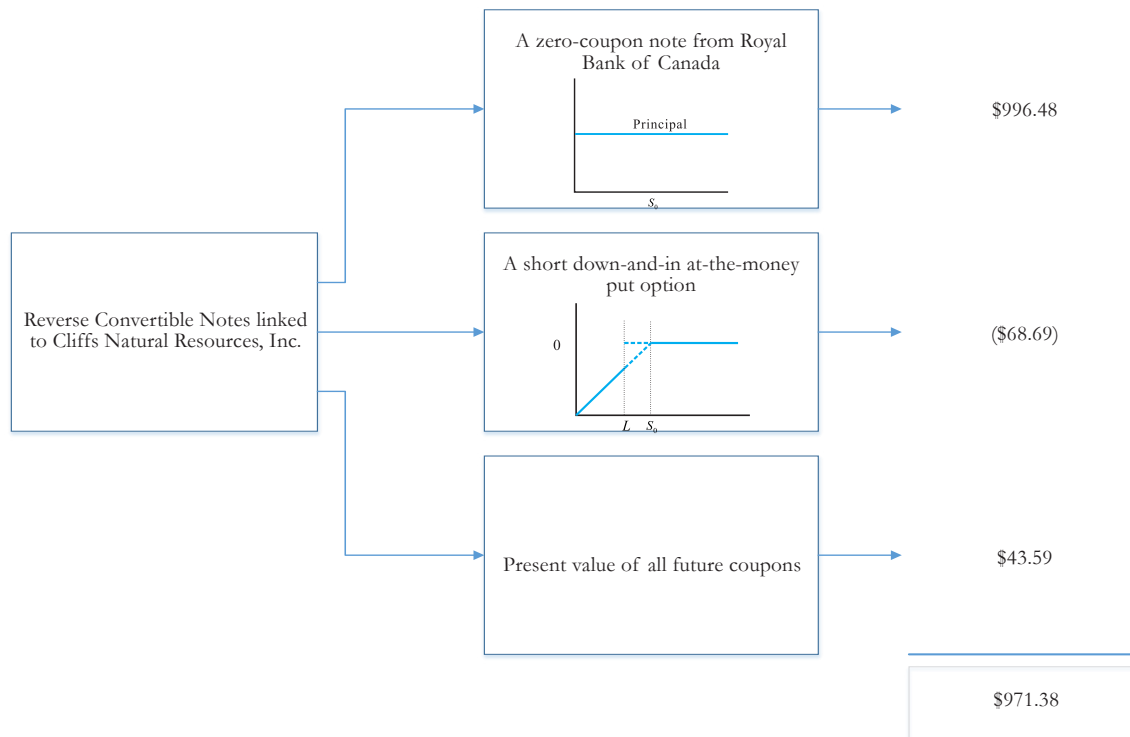 A zero-coupon note from Royal
Bank of Canada
Principal
S₀
$996.48
Reverse Convertible Notes linked
to Cliffs Natural Resources, Inc.
A short down-and-in at-the-money
put option
0
L S₀
($68.69)
Present value of all future coupons
$43.59
$971.38